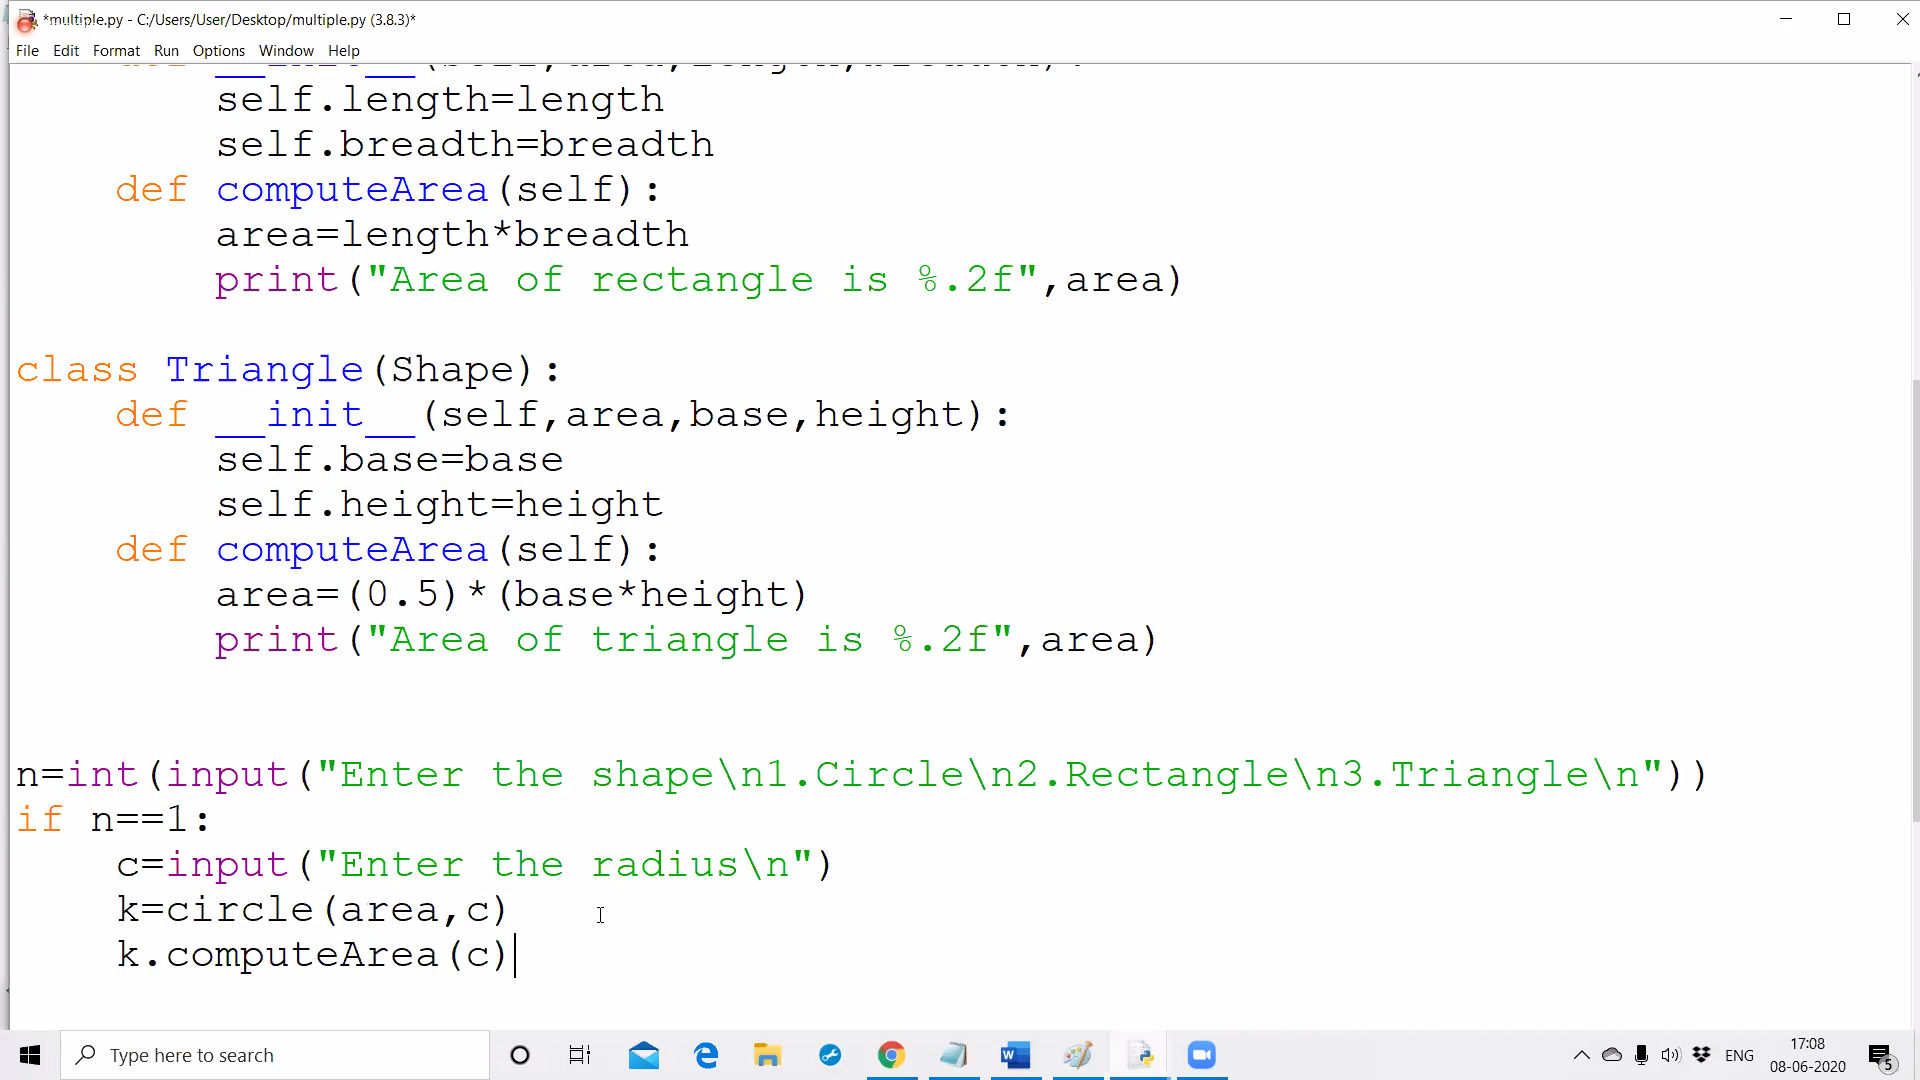 *multiple.py - C:/Users/User/Desktop/multiple.py (3.8.3)*
File Edit Format Run Options Window Help
self.length=length
self.breadth=breadth
def computeArea(self):
area=length*breadth
print("Area of rectangle is %.2f",area)
class Triangle(Shape):
def __init__(self,area,base,height):
self.base=base
self.height=height
def computeArea(self):
area=(0.5)*(base*height)
print("Area of triangle is %.2f",area)
n=int(input("Enter the shape\n1.Circle\n2.Rectangle\n3.Triangle\n"))
if n==1:
c=input("Enter the radius\n")
k=circle(area,c)
k.computeArea(c)
Type here to search
ENG
17:08
08-06-2020
5